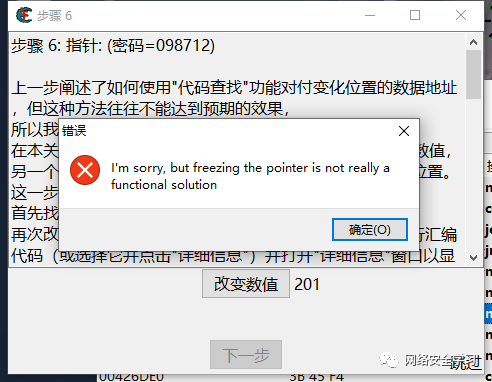 步骤 6
步骤 6: 指针: (密码=098712)
上一步阐述了如何使用"代码查找"功能对付变化位置的数据地址
，但这种方法往往不能达到预期的效果，
所以我
错误
在本关
数值，
I'm sorry, but freezing the pointer is not really a
functional solution
另一个
位置。
这一步
首先找
确定(O)
再次改
行汇编
代码（或选择它并点击"详细信息"）并打开"详细信息"窗口以显
改变数值 201
下一步
跳过
网络安全学习
00426DE0 3B 45 F4